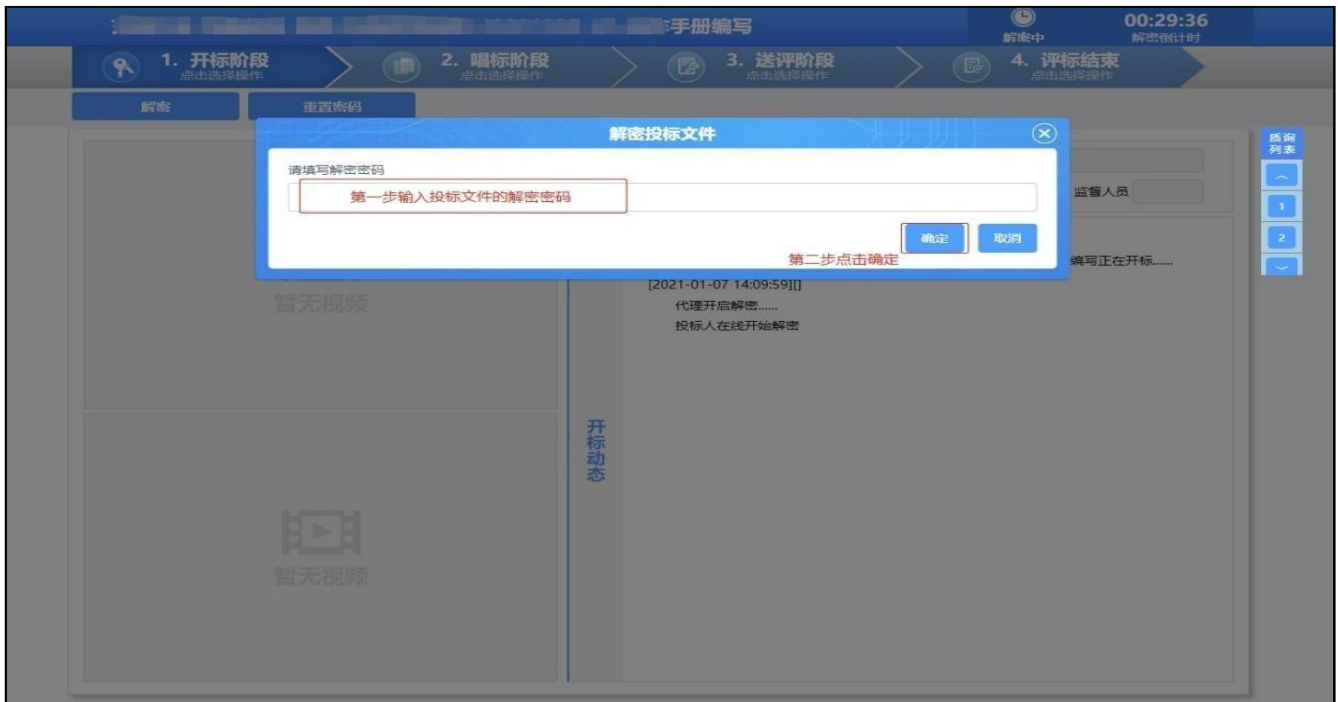 手册编写
解密中
00:29:36
解密倒计时
1. 开标阶段
点击选择操作
2. 唱标阶段
点击选择操作
3. 送评阶段
点击选择操作
4. 评标结束
点击选择操作
解密
重置密码
解密投标文件
请填写解密密码
第一步输入投标文件的解密密码
确定
取消
第二步点击确定
监督人员
质询
列表
1
2
编写正在开标......
[2021-01-07 14:09:59][]
代理开启解密......
投标人在线开始解密
暂无视频
开标动态
暂无视频